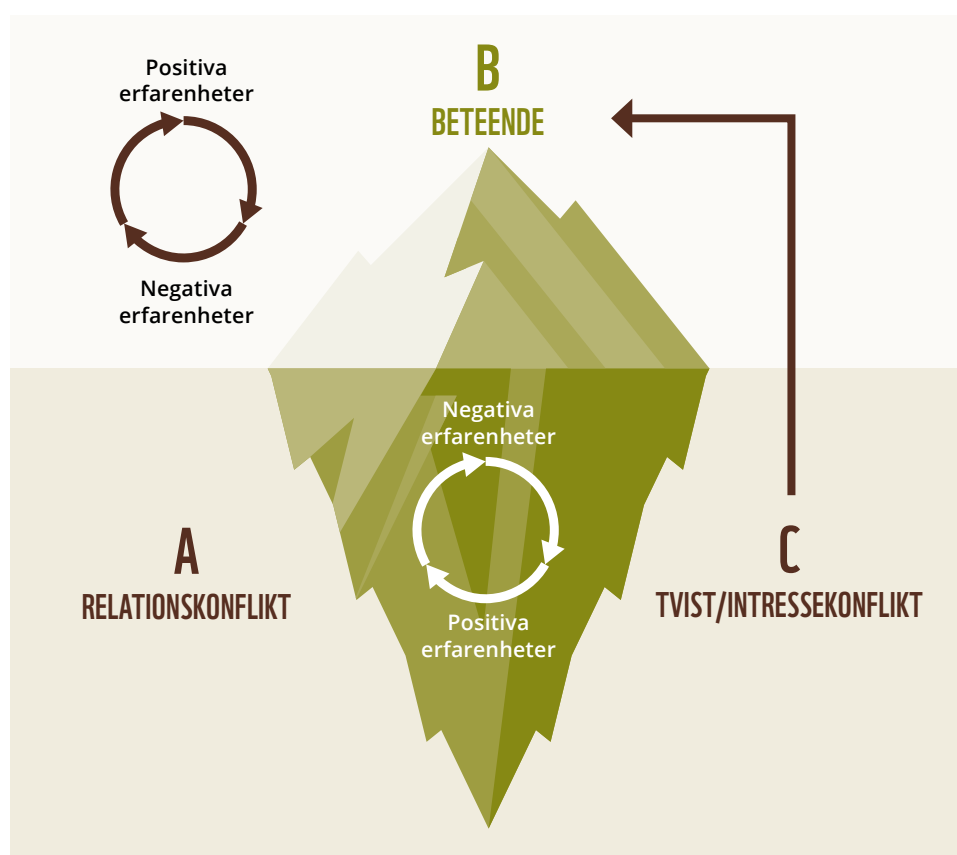 Positiva
erfarenheter
Negativa
erfarenheter
B
BETEENDE
Negativa
erfarenheter
Positiva
erfarenheter
A
RELATIONSKONFLIKT
C
TVIST/INTRESSEKONFLIKT